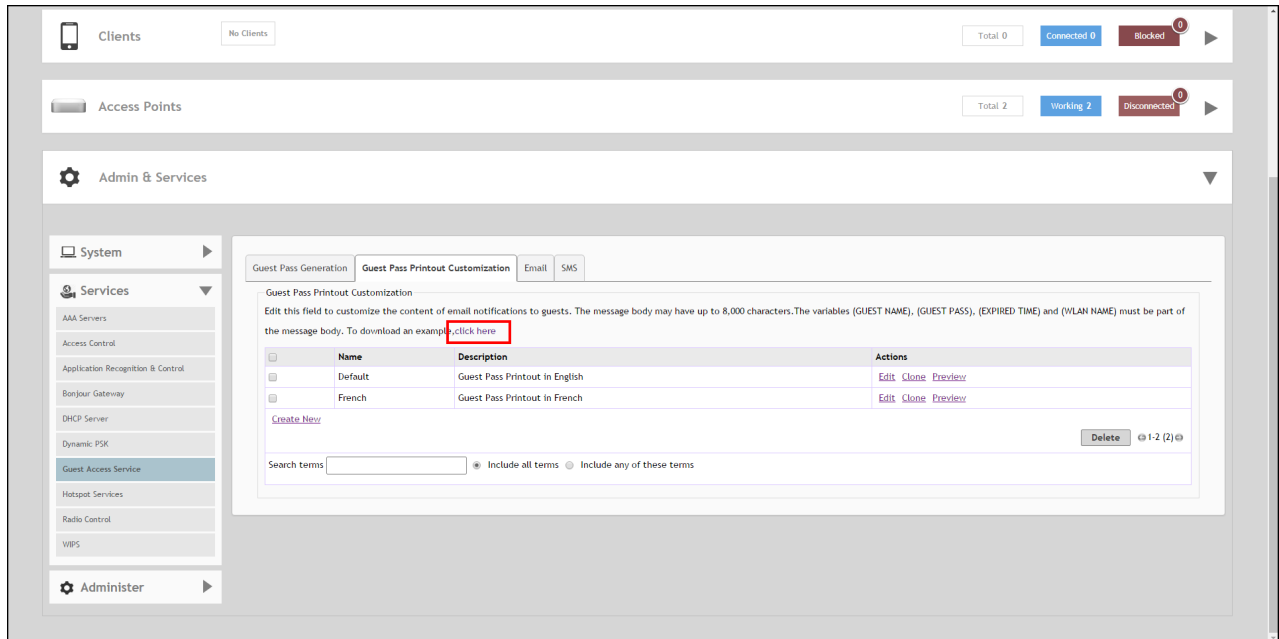 Clients
No Clients
Total 0
Connected 0
Blocked
0
Access Points
Total 2
Working 2
Disconnected
0
Admin & Services
System
Services
AAA Servers
Access Control
Application Recognition & Control
Bonjour Gateway
DHCP Server
Dynamic PSK
Guest Access Service
Hotspot Services
Radio Control
WIPS
Administer
Guest Pass Generation
Guest Pass Printout Customization
Email
SMS
Guest Pass Printout Customization
Edit this field to customize the content of email notifications to guests. The message body may have up to 8,000 characters.The variables (GUEST NAME), (GUEST PASS), (EXPIRED TIME) and (WLAN NAME) must be part of
the message body. To download an example,click here
Name Description Actions
Default Guest Pass Printout in English Edit Clone Preview
French Guest Pass Printout in French Edit Clone Preview
Create New
Delete 1-2 (2)
Search terms Include all terms Include any of these terms